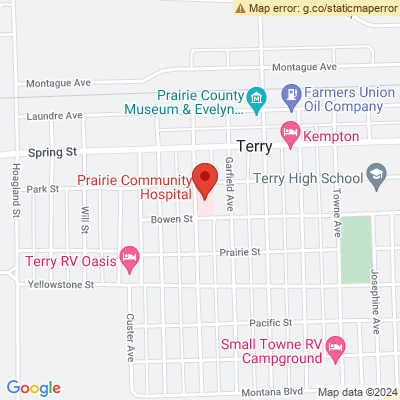 Map error: g.co/staticmaperror
Montague Ave
Montague Ave
Laundre Ave
Prairie County
Museum & Evelyn...
Farmers Union
Oil Company
Kempton
Spring St
Terry
Prairie Community
Hospital
Garfield Ave
Terry High School
Park St
Hoagland St
Will St
Bowen St
Towne Ave
Terry RV Oasis
Prairie St
Yellowstone St
Josephine Ave
Custer Ave
Pacific St
Small Towne RV
Campground
Google
Montana Blvd
Map data ©2024